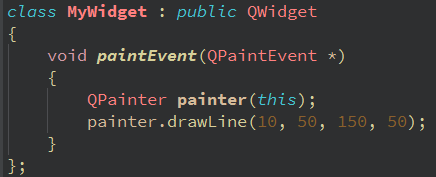 class MyWidget : public QWidget
{
    void paintEvent(QPaintEvent *)
    {
        QPainter painter(this);
        painter.drawLine(10, 50, 150, 50);
    }
};